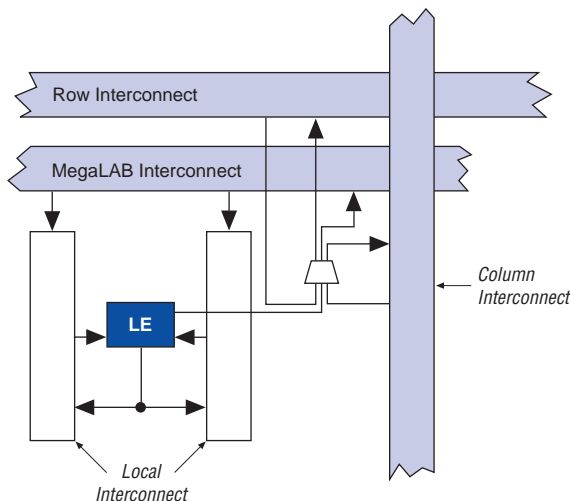 Row Interconnect
MegaLAB Interconnect
Column
Interconnect
LE
Local
Interconnect